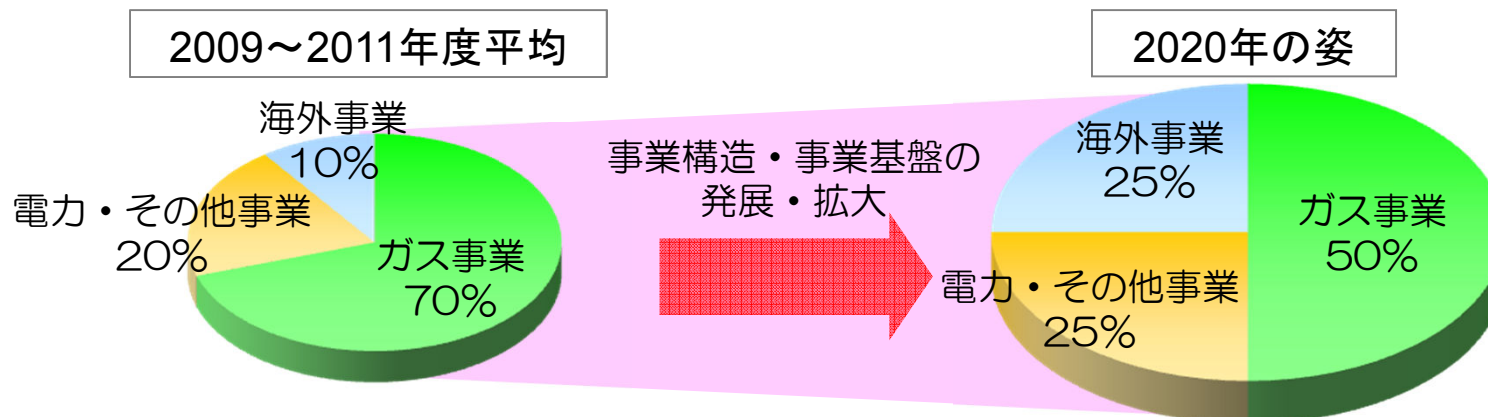 2009～2011年度平均
海外事業
10%
電力・その他事業
20%
ガス事業
70%
事業構造・事業基盤の
発展・拡大
2020年の姿
海外事業
25%
電力・その他事業
25%
ガス事業
50%